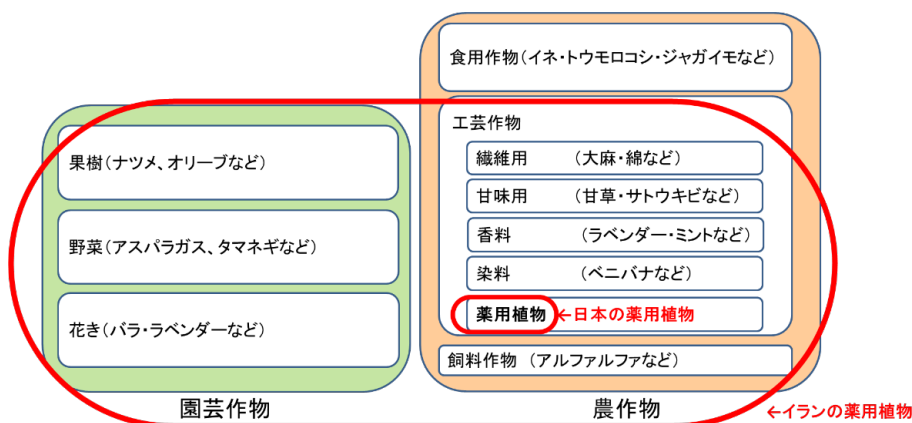 食用作物(イネ・トウモロコシ・ジャガイモなど)
工芸作物
繊維用 (大麻・綿など)
甘味用 (甘草・サトウキビなど)
香料 (ラベンダー・ミントなど)
染料 (ベニバナなど)
薬用植物 ←日本の薬用植物
飼料作物 (アルファルファなど)
農作物
果樹(ナツメ、オリーブなど)
野菜(アスパラガス、タマネギなど)
花き(バラ・ラベンダーなど)
園芸作物
←イランの薬用植物